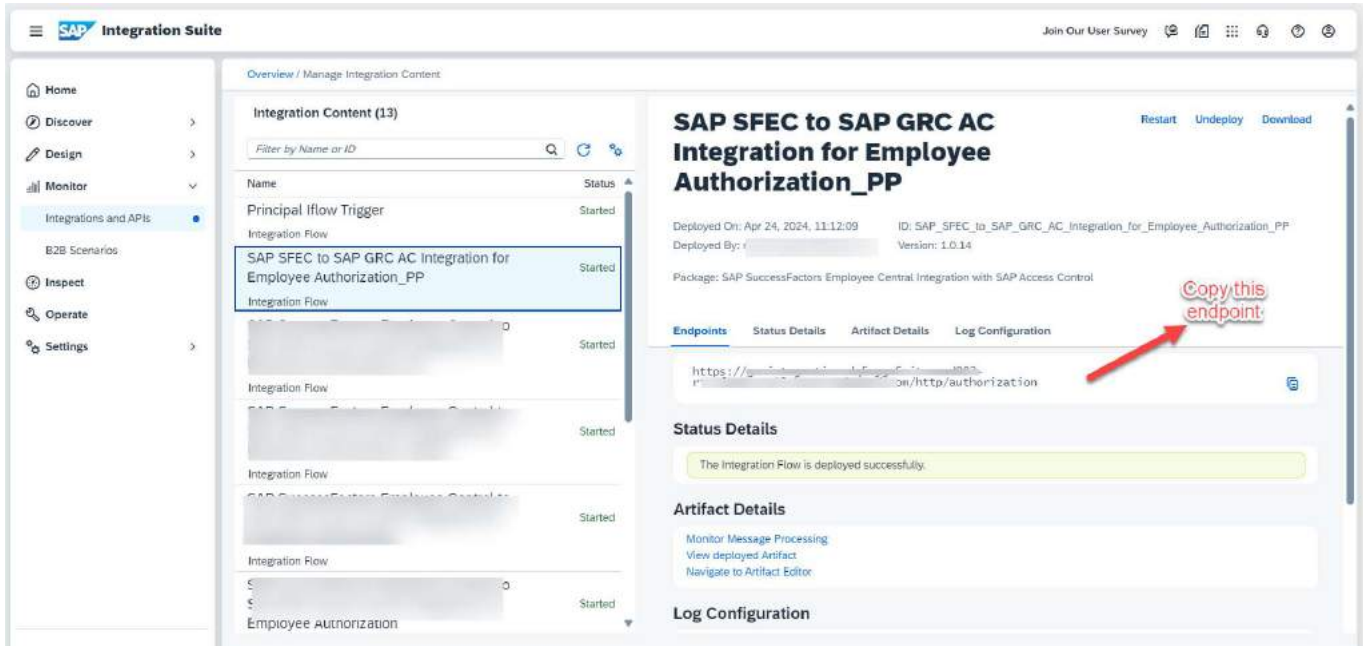 SAP Integration Suite
Join Our User Survey
Home
Discover
Design
Monitor
Integrations and APIs
B2B Scenarios
Inspect
Operate
Settings
Overview / Manage Integration Content
Integration Content (13)
Filter by Name or ID
Name Status
Principal Iflow Trigger Started
Integration Flow
SAP SFEC to SAP GRC AC Integration for
Employee Authorization_PP
Started
Integration Flow
Started
Integration Flow
Started
Integration Flow
Started
Integration Flow
Started
Employee Authorization
SAP SFEC to SAP GRC AC
Integration for Employee
Authorization_PP
Restart Undeploy Download
Deployed On: Apr 24, 2024, 11:12:09 ID: SAP_SFEC_to_SAP_GRC_AC_Integration_for_Employee_Authorization_PP
Deployed By: Version: 1.0.14
Package: SAP SuccessFactors Employee Central Integration with SAP Access Control
Copy this
endpoint
Endpoints Status Details Artifact Details Log Configuration
https://
/http/authorization
Status Details
The Integration Flow is deployed successfully.
Artifact Details
Monitor Message Processing
View deployed Artifact
Navigate to Artifact Editor
Log Configuration